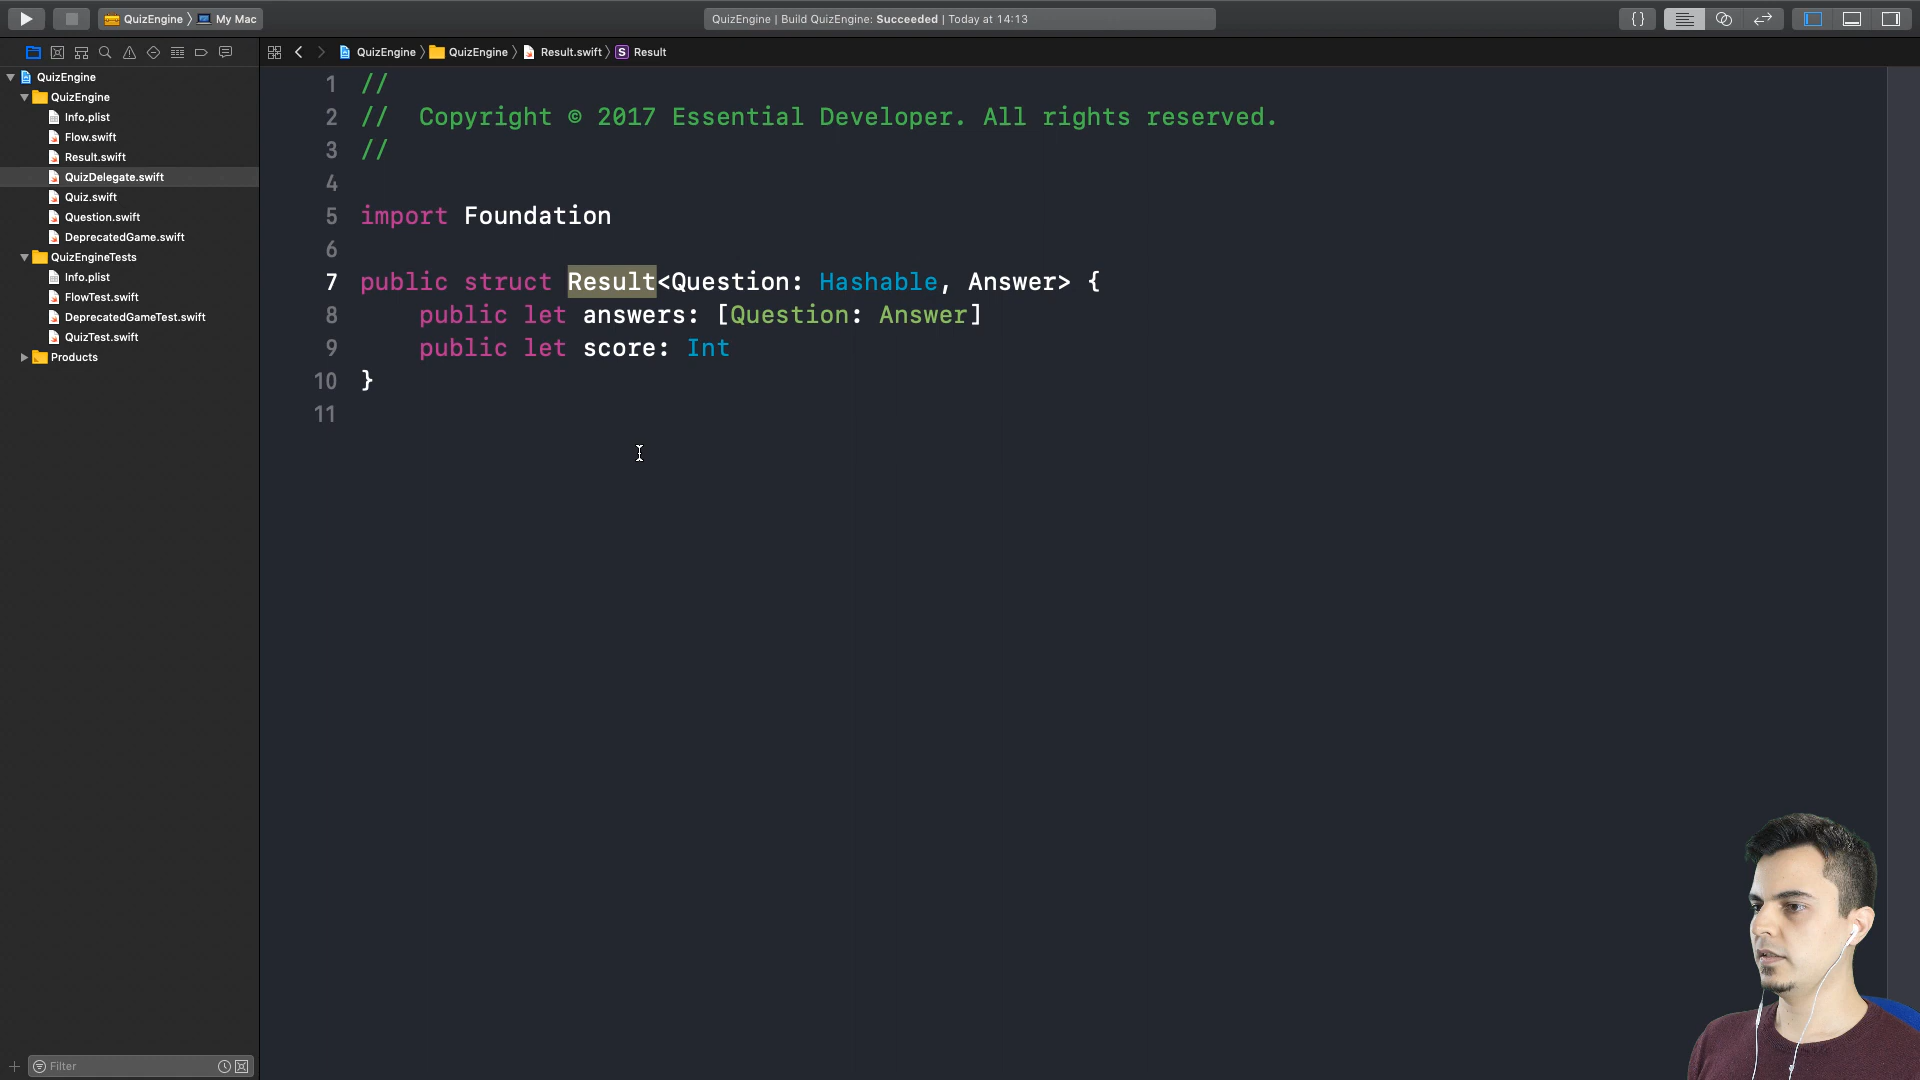 QuizEngine 〉 My Mac
QuizEngine | Build QuizEngine: Succeeded | Today at 14:13
{}
QuizEngine 〉 QuizEngine 〉 Result.swift 〉 S Result
QuizEngine
QuizEngine
Info.plist
Flow.swift
Result.swift
QuizDelegate.swift
Quiz.swift
Question.swift
DeprecatedGame.swift
QuizEngineTests
Info.plist
FlowTest.swift
DeprecatedGameTest.swift
QuizTest.swift
Products
Filter
1 //
2 //  Copyright © 2017 Essential Developer. All rights reserved.
3 //
4
5 import Foundation
6
7 public struct Result<Question: Hashable, Answer> {
8     public let answers: [Question: Answer]
9     public let score: Int
10 }
11